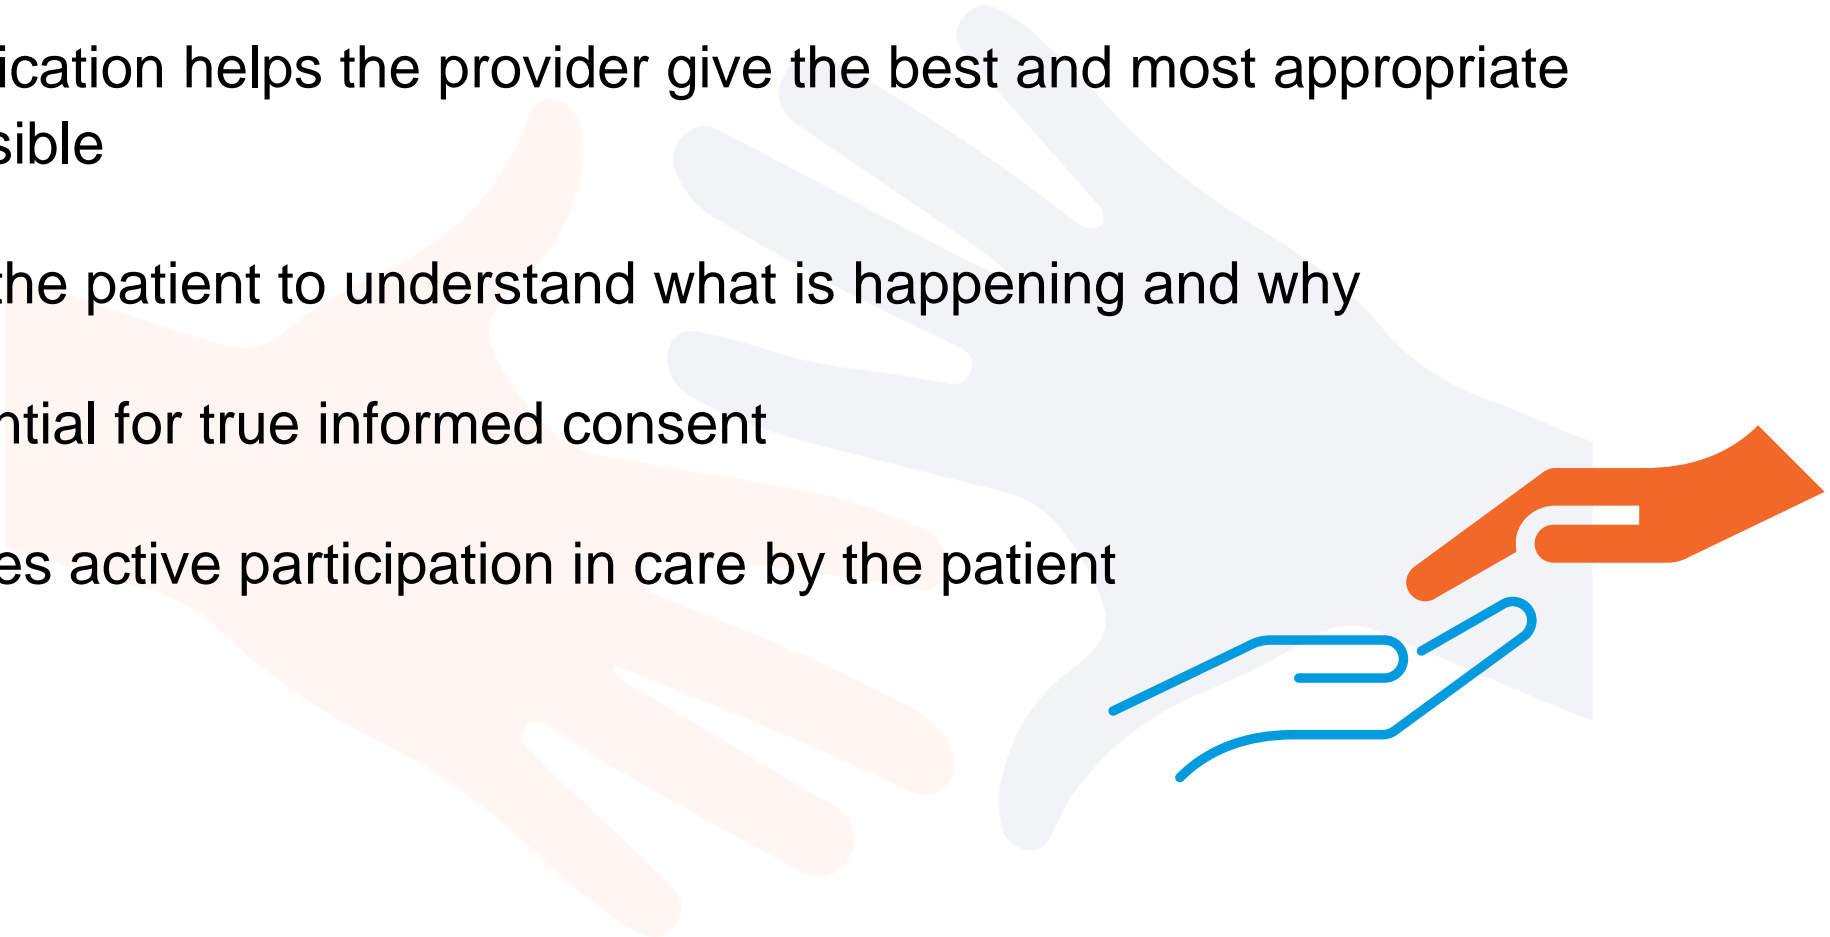 ication helps the provider give the best and most appropriate
sible
the patient to understand what is happening and why
ntial for true informed consent
es active participation in care by the patient